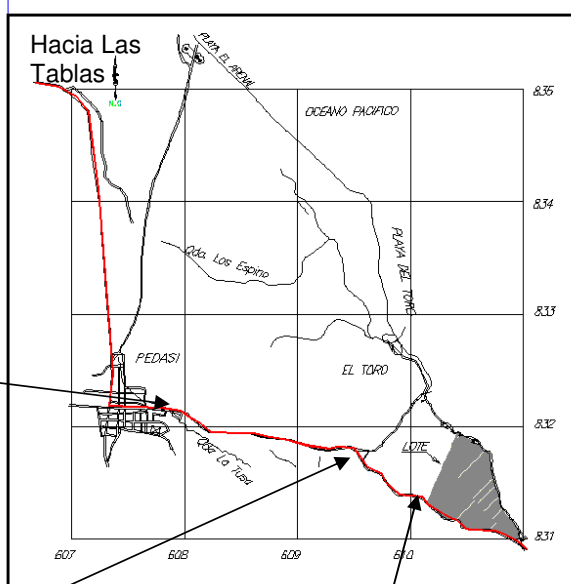 Hacia Las
Tablas
N.G
PLAYA EL ARENAL
OCEANO PACIFICO
835
834
Qda. Los Espino
PLAYA DEL TORO
833
PEDASI
EL TORO
832
Qda La Tusa
LOTE
831
607
608
609
610